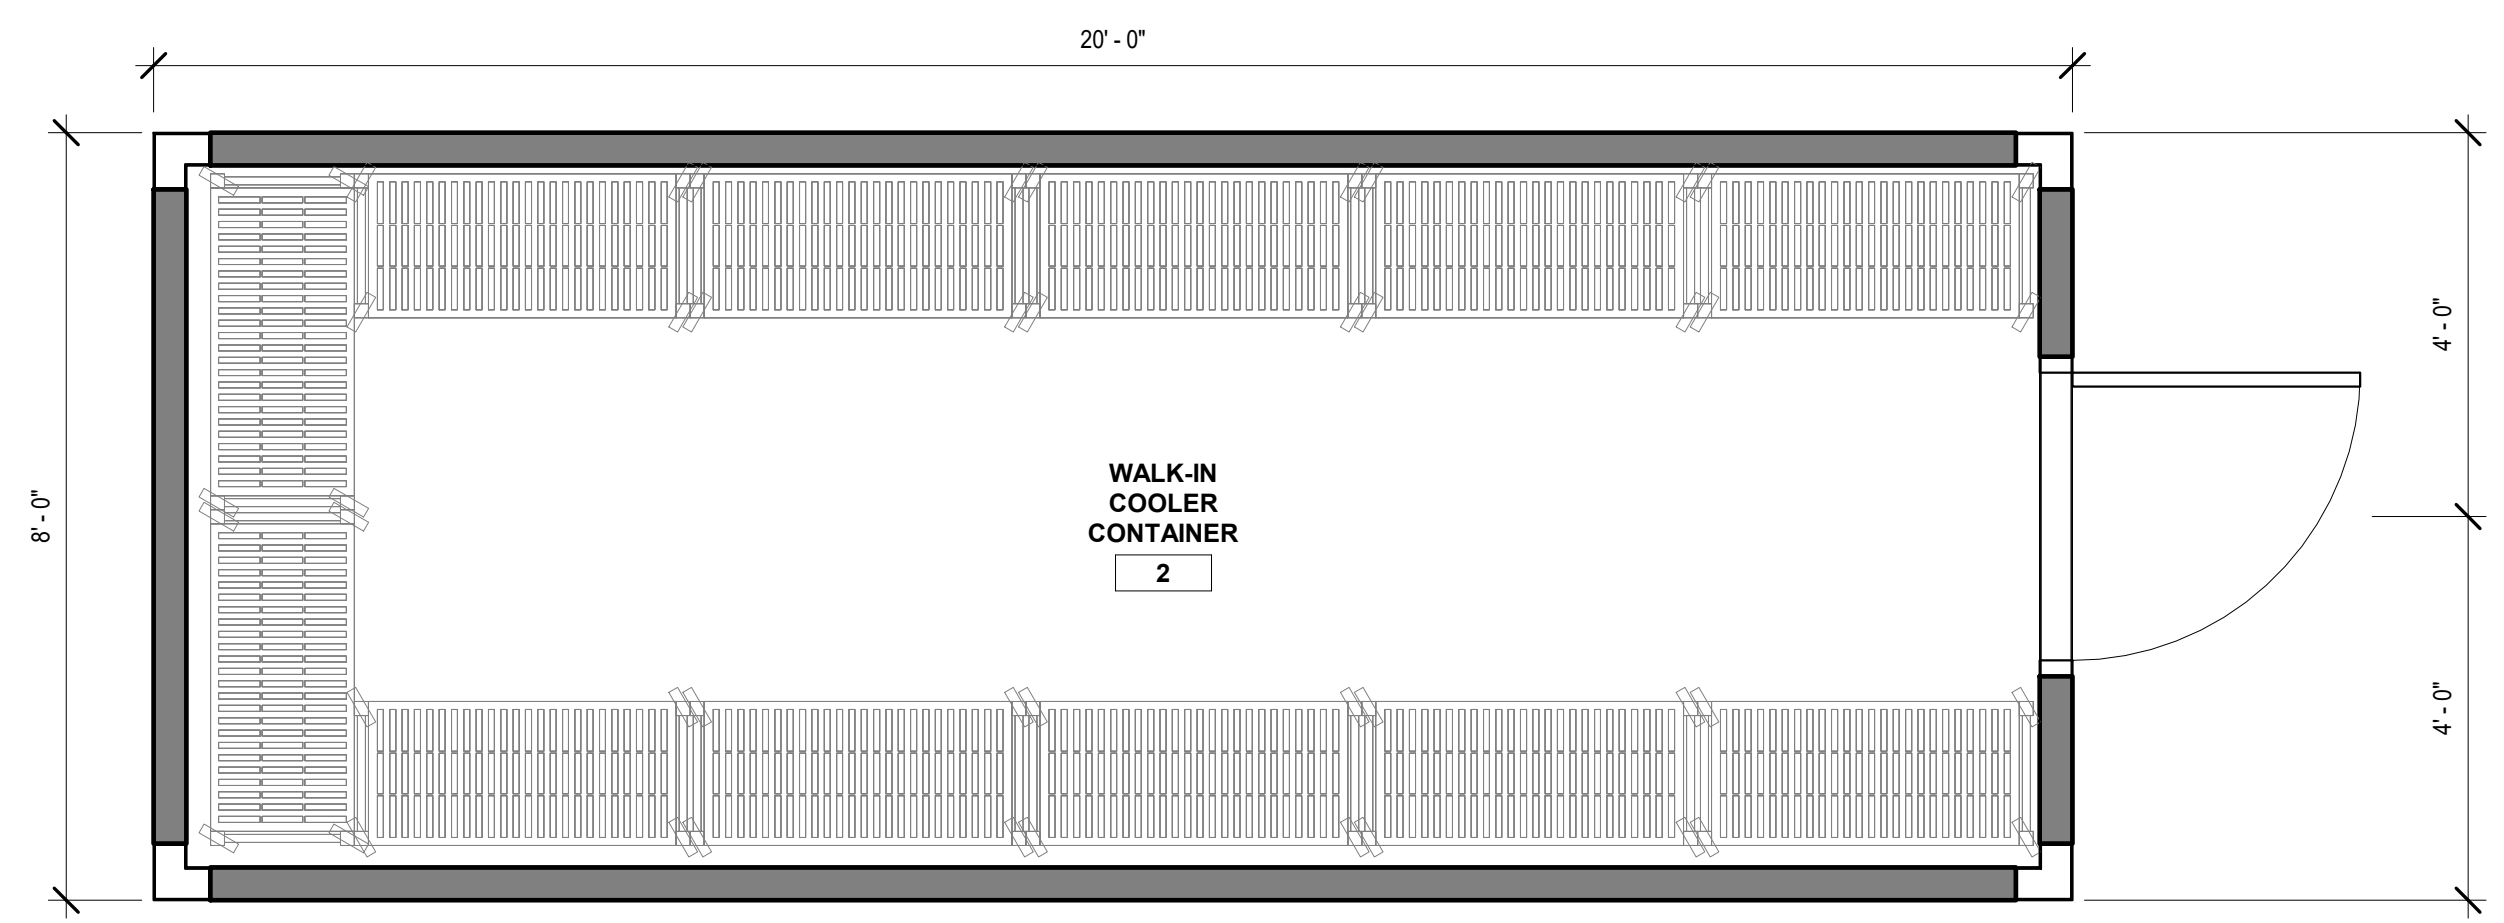 20' - 0"
8' - 0"
4' - 0"
4' - 0"
WALK-IN
COOLER
CONTAINER
2